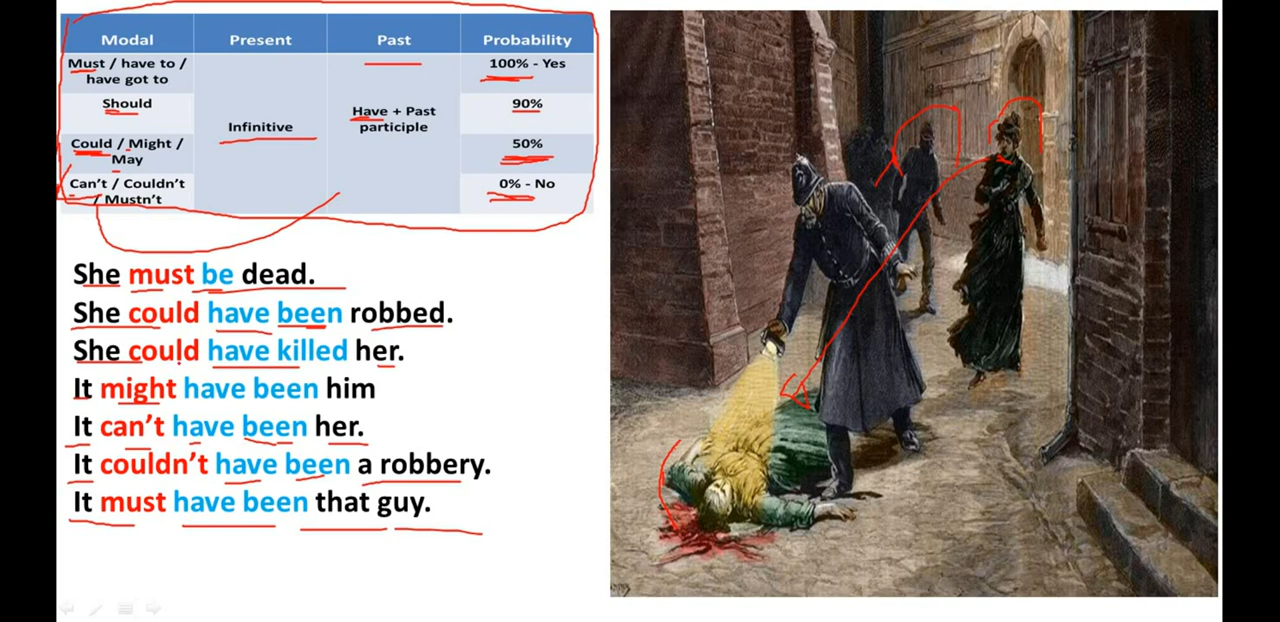 Modal Present Past Probability
Must / have to / 100% - Yes
have got to
Should 90%
Have + Past
Infinitive participle
Could / Might / 50%
May
Can't / Couldn't 0% - No
/ Mustn't
She must be dead.
She could have been robbed.
She could have killed her.
It might have been him
It can't have been her.
It couldn't have been a robbery.
It must have been that guy.